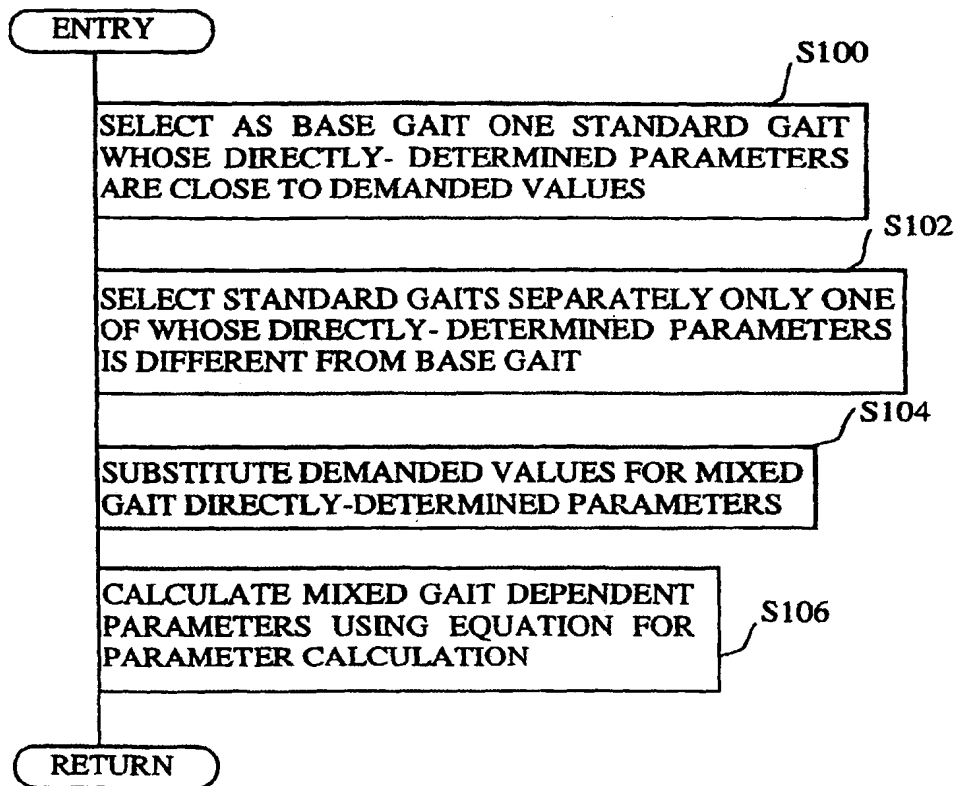 ENTRY
S100
SELECT AS BASE GAIT ONE STANDARD GAIT
WHOSE DIRECTLY- DETERMINED PARAMETERS
ARE CLOSE TO DEMANDED VALUES
S102
SELECT STANDARD GAITS SEPARATELY ONLY ONE
OF WHOSE DIRECTLY- DETERMINED PARAMETERS
IS DIFFERENT FROM BASE GAIT
S104
SUBSTITUTE DEMANDED VALUES FOR MIXED
GAIT DIRECTLY-DETERMINED PARAMETERS
CALCULATE MIXED GAIT DEPENDENT
PARAMETERS USING EQUATION FOR
PARAMETER CALCULATION
S106
RETURN